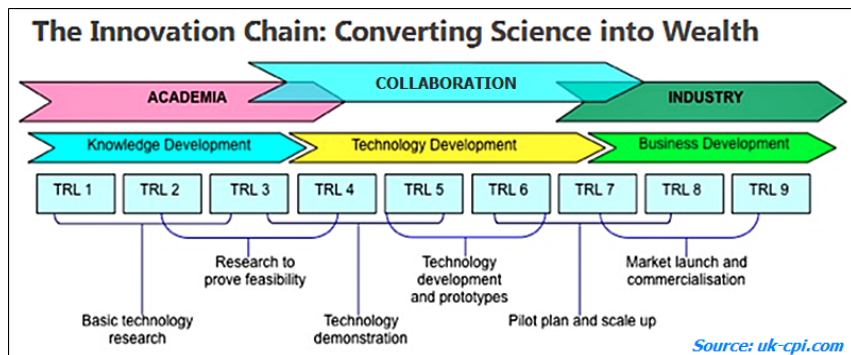 The Innovation Chain: Converting Science into Wealth
COLLABORATION
ACADEMIA
INDUSTRY
Knowledge Development
Technology Development
Business Development
TRL 1
TRL 2
TRL 3
TRL 4
TRL 5
TRL 6
TRL 7
TRL 8
TRL 9
Research to
prove feasibility
Technology
development
and prototypes
Market launch and
commercialisation
Basic technology
research
Technology
demonstration
Pilot plan and scale up
Source: uk-cpi.com